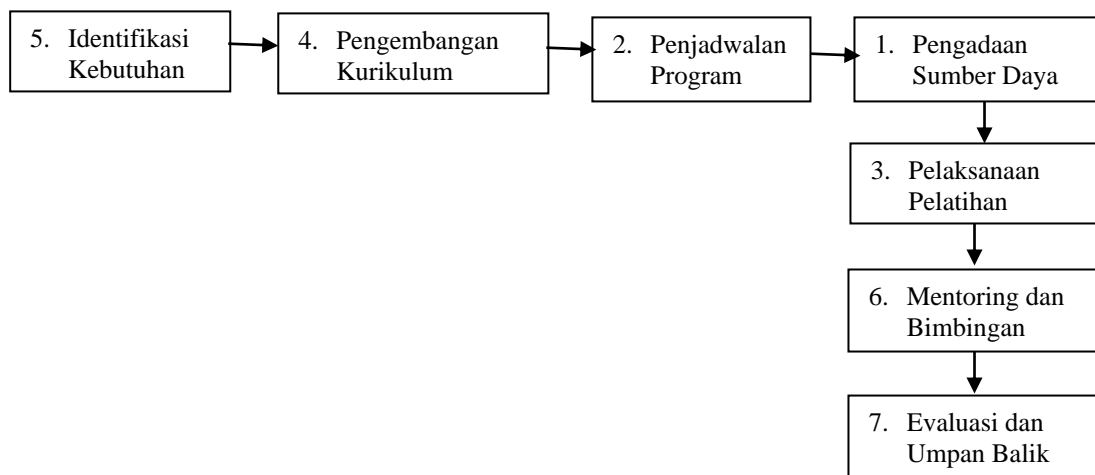 5. Identifikasi
Kebutuhan
4. Pengembangan
Kurikulum
2. Penjadwalan
Program
1. Pengadaan
Sumber Daya
3. Pelaksanaan
Pelatihan
6. Mentoring dan
Bimbingan
7. Evaluasi dan
Umpan Balik